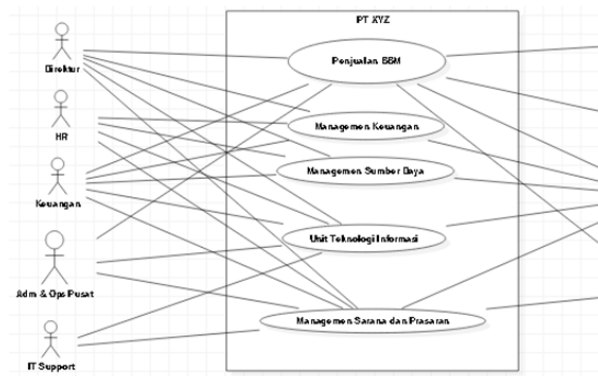 PT XYZ
Direktur
Penjualan BBM
HR
Managemen Keuangan
Keuangan
Managemen Sumber Daya
Adm & Ops Pusat
Unit Teknologi Informasi
IT Support
Managemen Sarana dan Prasaran